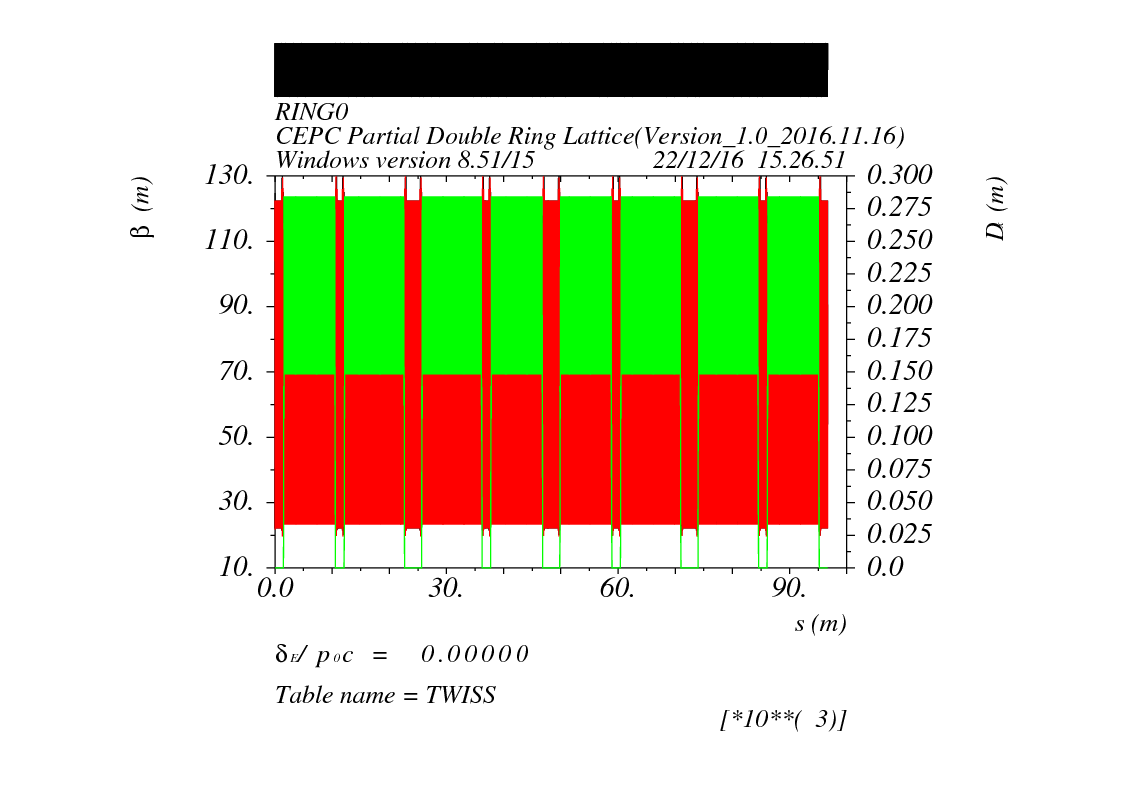 RING0
CEPC Partial Double Ring Lattice(Version_1.0_2016.11.16)
Windows version 8.51/15 22/12/16 15.26.51
β (m)
130.
110.
90.
70.
50.
30.
10.
0.300
0.275
0.250
0.225
0.200
0.175
0.150
0.125
0.100
0.075
0.050
0.025
0.0
D (m)
0.0 30. 60. 90.
s (m)
δE/ p0c = 0.00000
Table name = TWISS
[*10**( 3)]